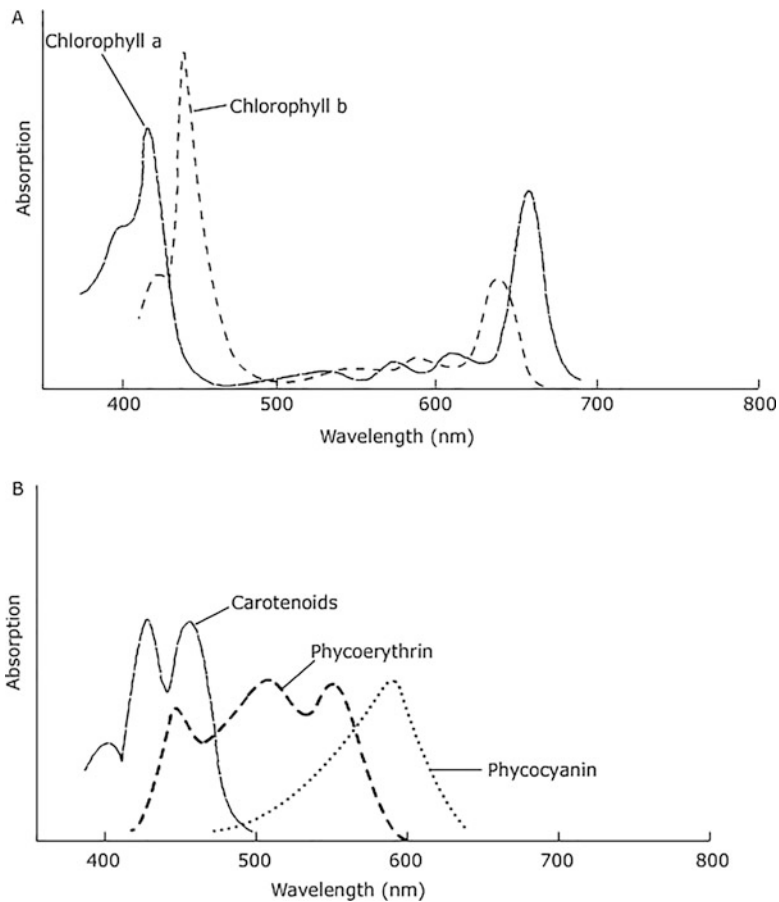 A
Chlorophyll a
Chlorophyll b
Absorption
400 500 600 700 800
Wavelength (nm)
B
Carotenoids
Phycoerythrin
Absorption
Phycocyanin
400 500 600 700 800
Wavelength (nm)